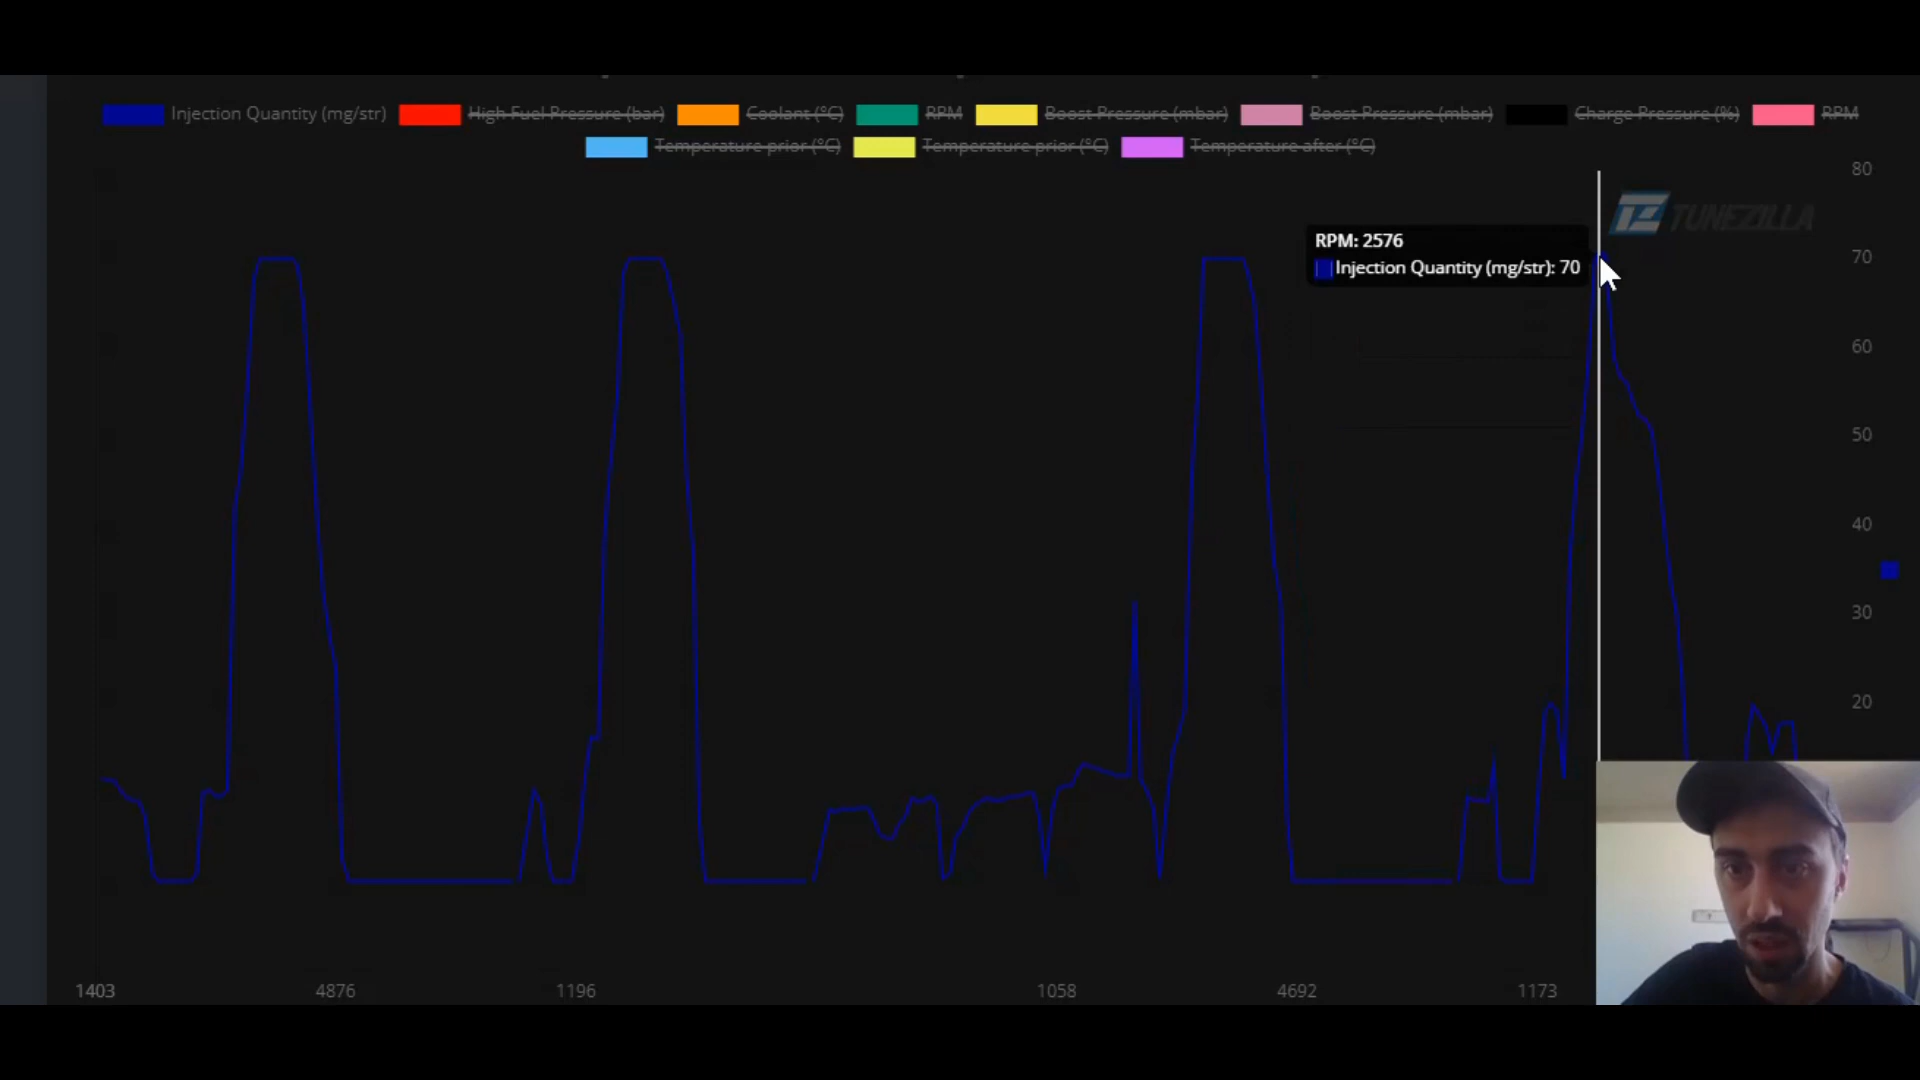 Injection Quantity (mg/str) High Fuel Pressure (bar) Coolant (°C) RPM Boost Pressure (mbar) Boost Pressure (mbar) Charge Pressure (%) RPM
Temperature prior (°C) Temperature prior (°C) Temperature after (°C)
80
TUNEZILLA
RPM: 2576
70
Injection Quantity (mg/str): 70
60
50
40
30
20
1403 4876 1196 1058 4692 1173